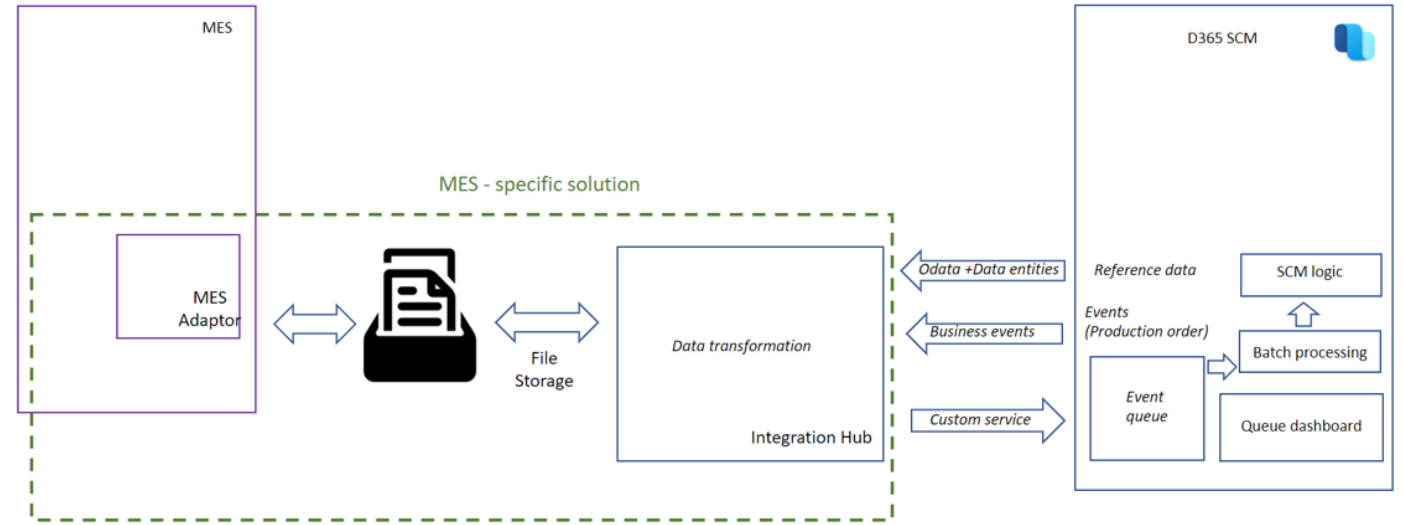 MES
D365 SCM
MES - specific solution
MES
Adaptor
File
Storage
Data transformation
Integration Hub
Odata +Data entities
Business events
Custom service
Reference data
Events
(Production order)
Event
queue
SCM logic
Batch processing
Queue dashboard